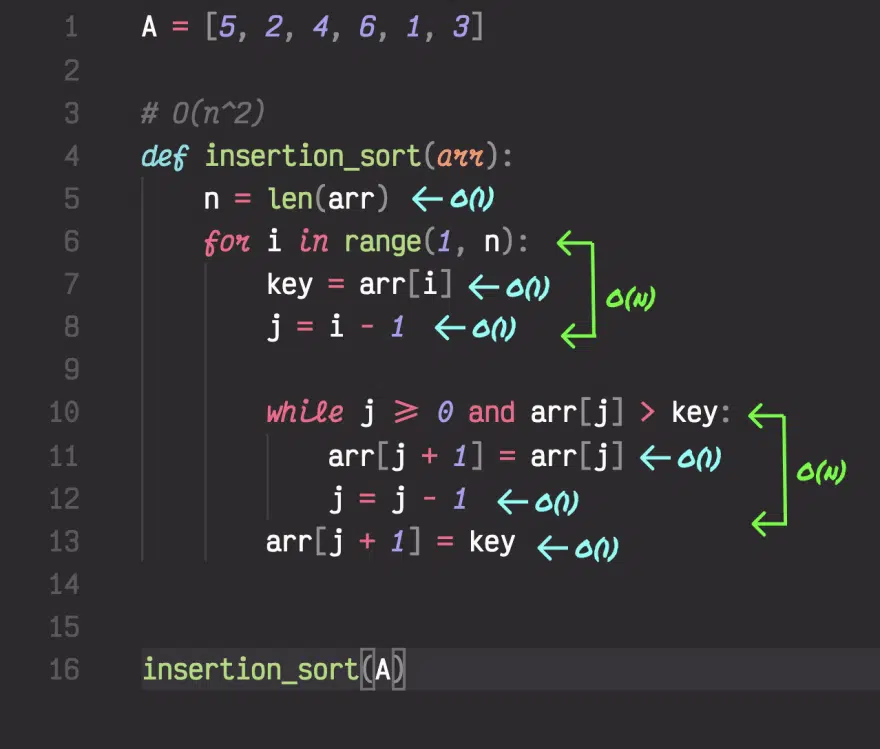 1 A = [5, 2, 4, 6, 1, 3]
2
3 # O(n^2)
4 def insertion_sort(arr):
5 n = len(arr) ← O(1)
6 for i in range(1, n): ←
7 key = arr[i] ← O(1) O(N)
8 j = i - 1 ← O(1) ←
9
10 while j ⩾ 0 and arr[j] > key: ←
11 arr[j + 1] = arr[j] ← O(1) O(N)
12 j = j - 1 ← O(1) ←
13 arr[j + 1] = key ← O(1)
14
15
16 insertion_sort(A)